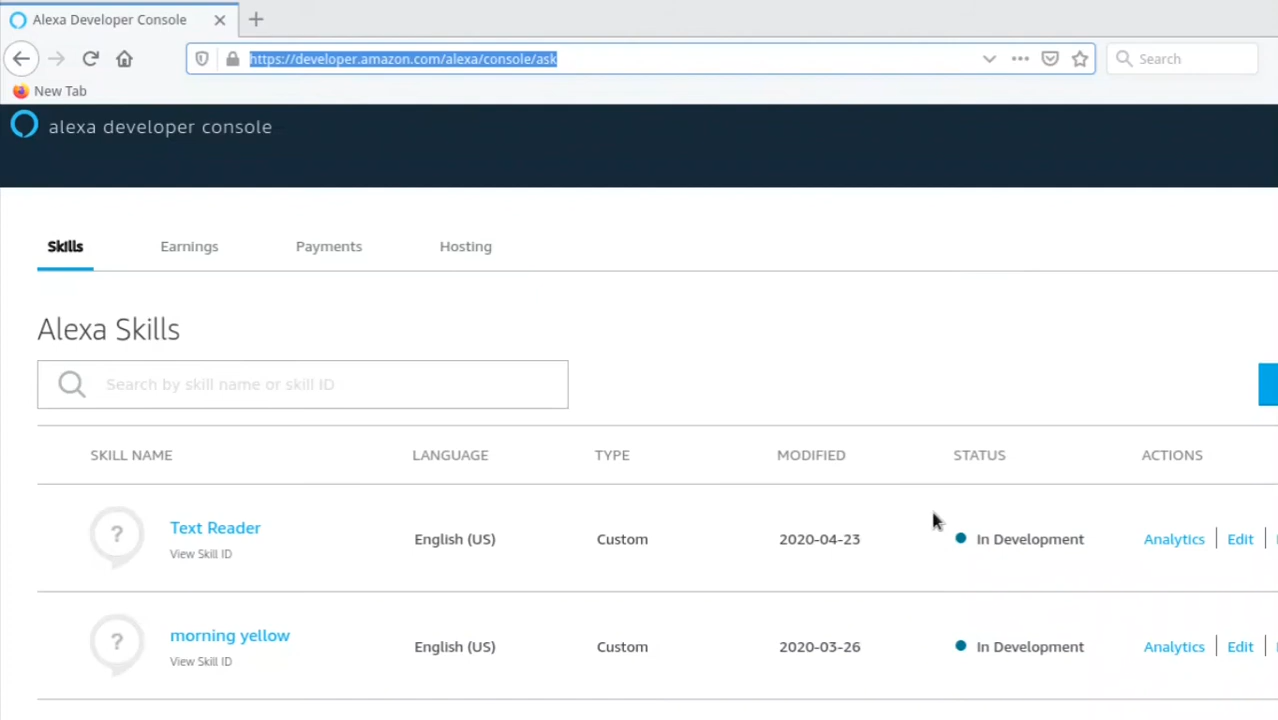 Alexa Developer Console
https://developer.amazon.com/alexa/console/ask
Search
New Tab
alexa developer console
Skills Earnings Payments Hosting
Alexa Skills
Search by skill name or skill ID
SKILL NAME LANGUAGE TYPE MODIFIED STATUS ACTIONS
Text Reader
View Skill ID
English (US) Custom 2020-04-23 In Development Analytics | Edit |
morning yellow
View Skill ID
English (US) Custom 2020-03-26 In Development Analytics | Edit |